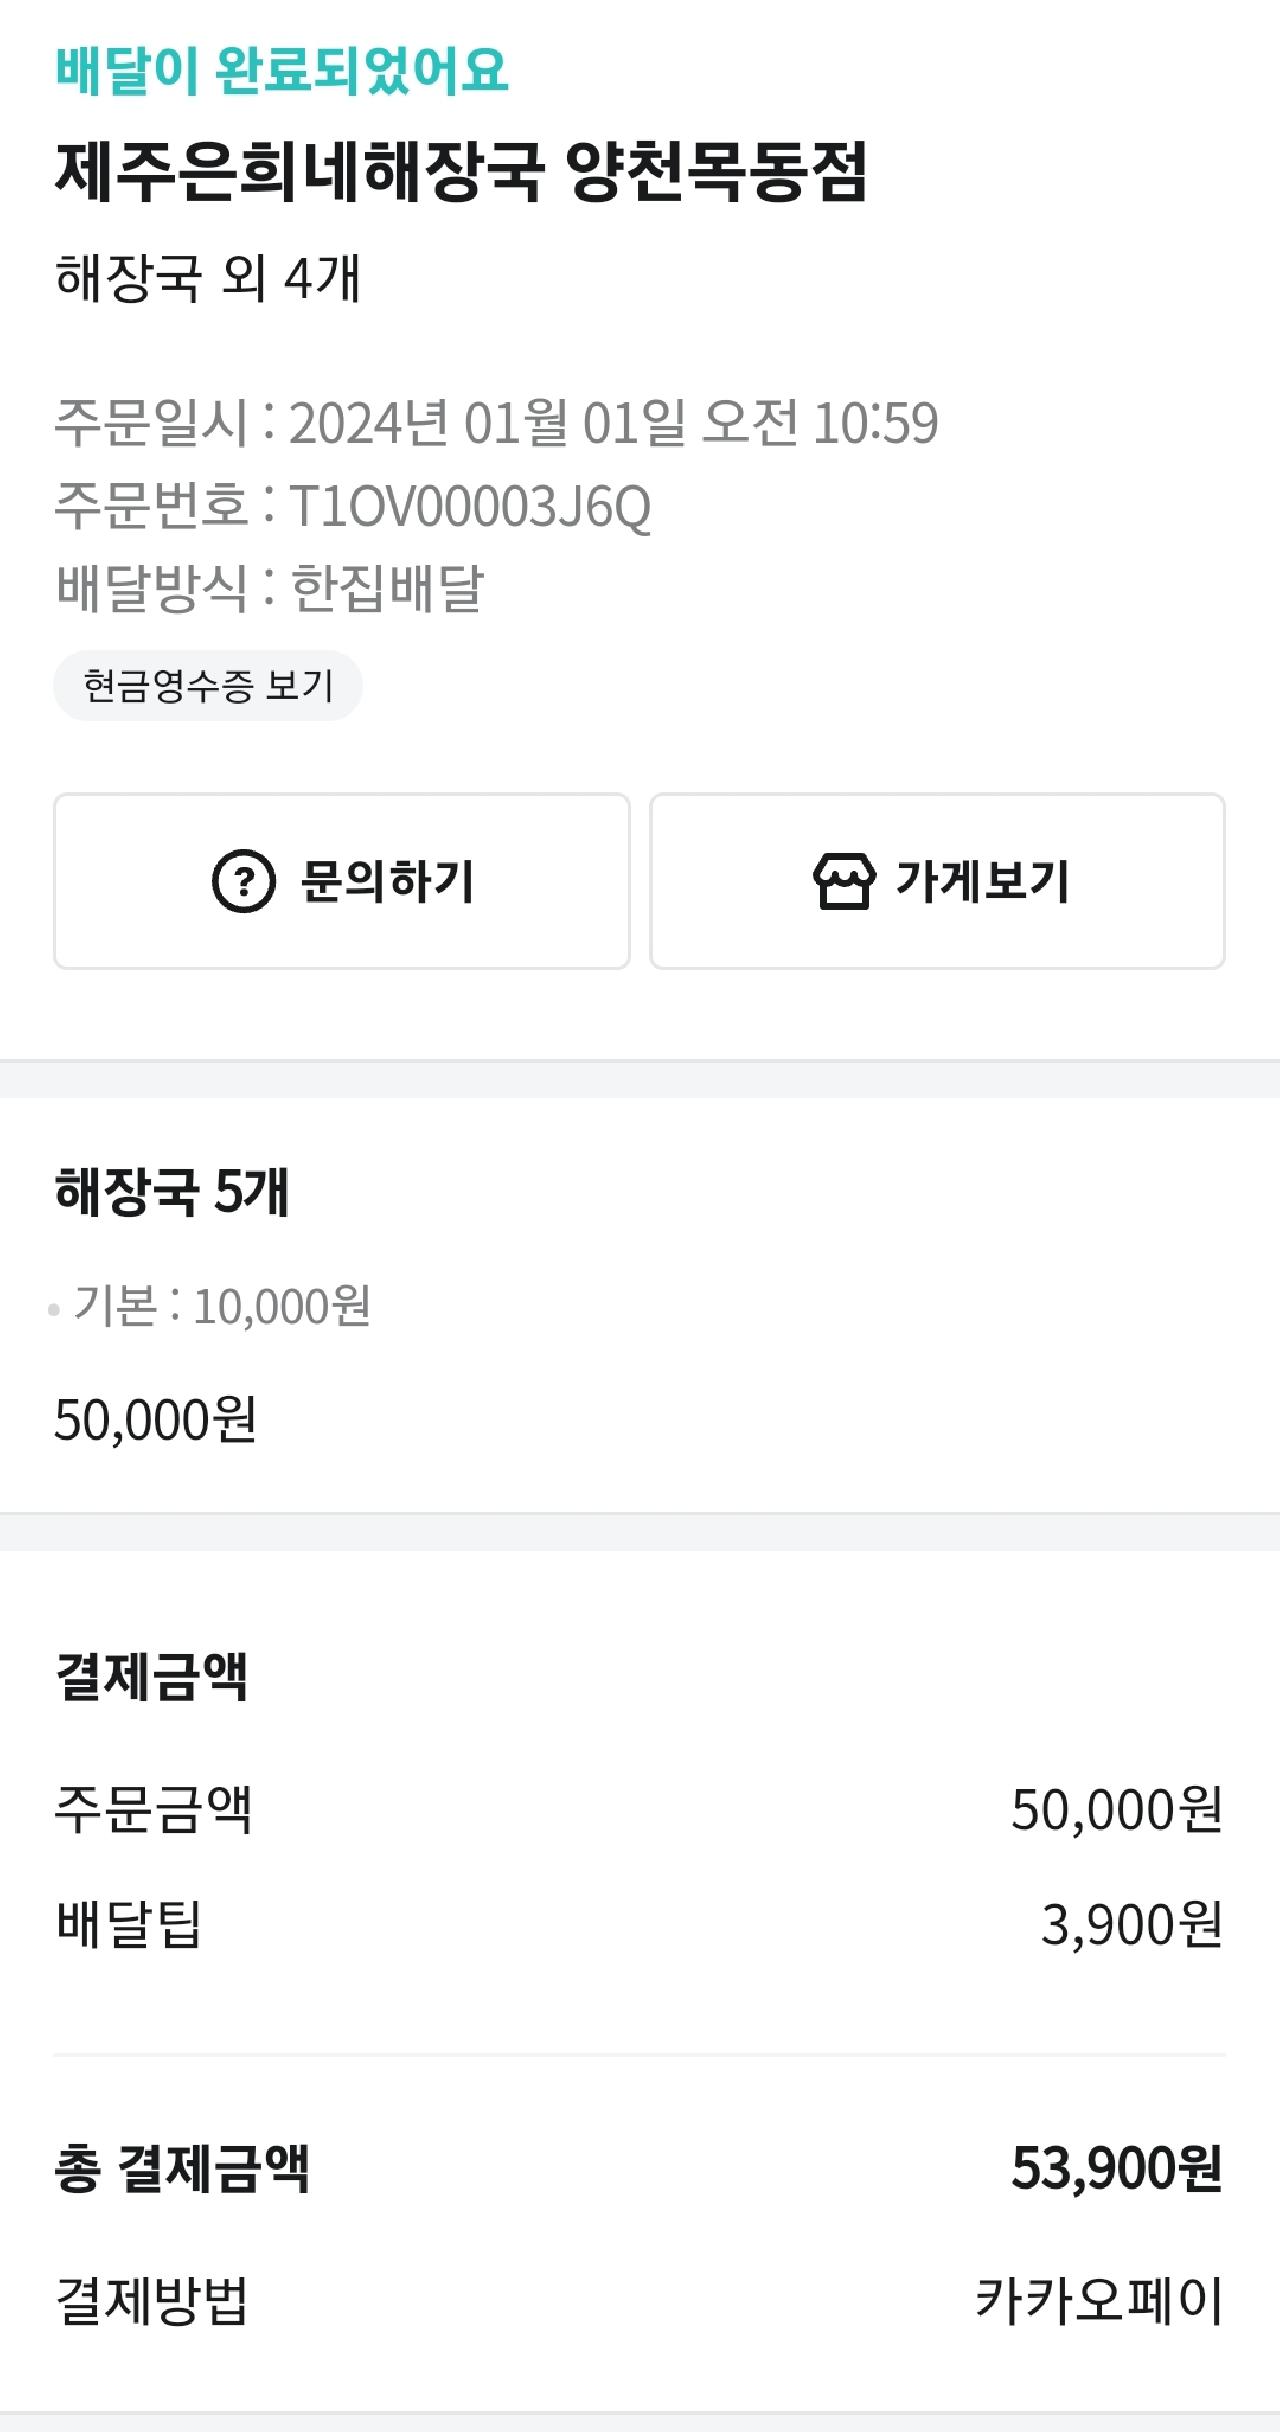 배달이 완료되었어요
제주은희네해장국 양천목동점
해장국 외 4개
주문일시 : 2024년 01월 01일 오전 10:59
주문번호 : T1OV00003J6Q
배달방식 : 한집배달
현금영수증 보기
문의하기
가게보기
해장국 5개
기본 : 10,000원
50,000원
결제금액
주문금액 50,000원
배달팁 3,900원
총 결제금액 53,900원
결제방법 카카오페이